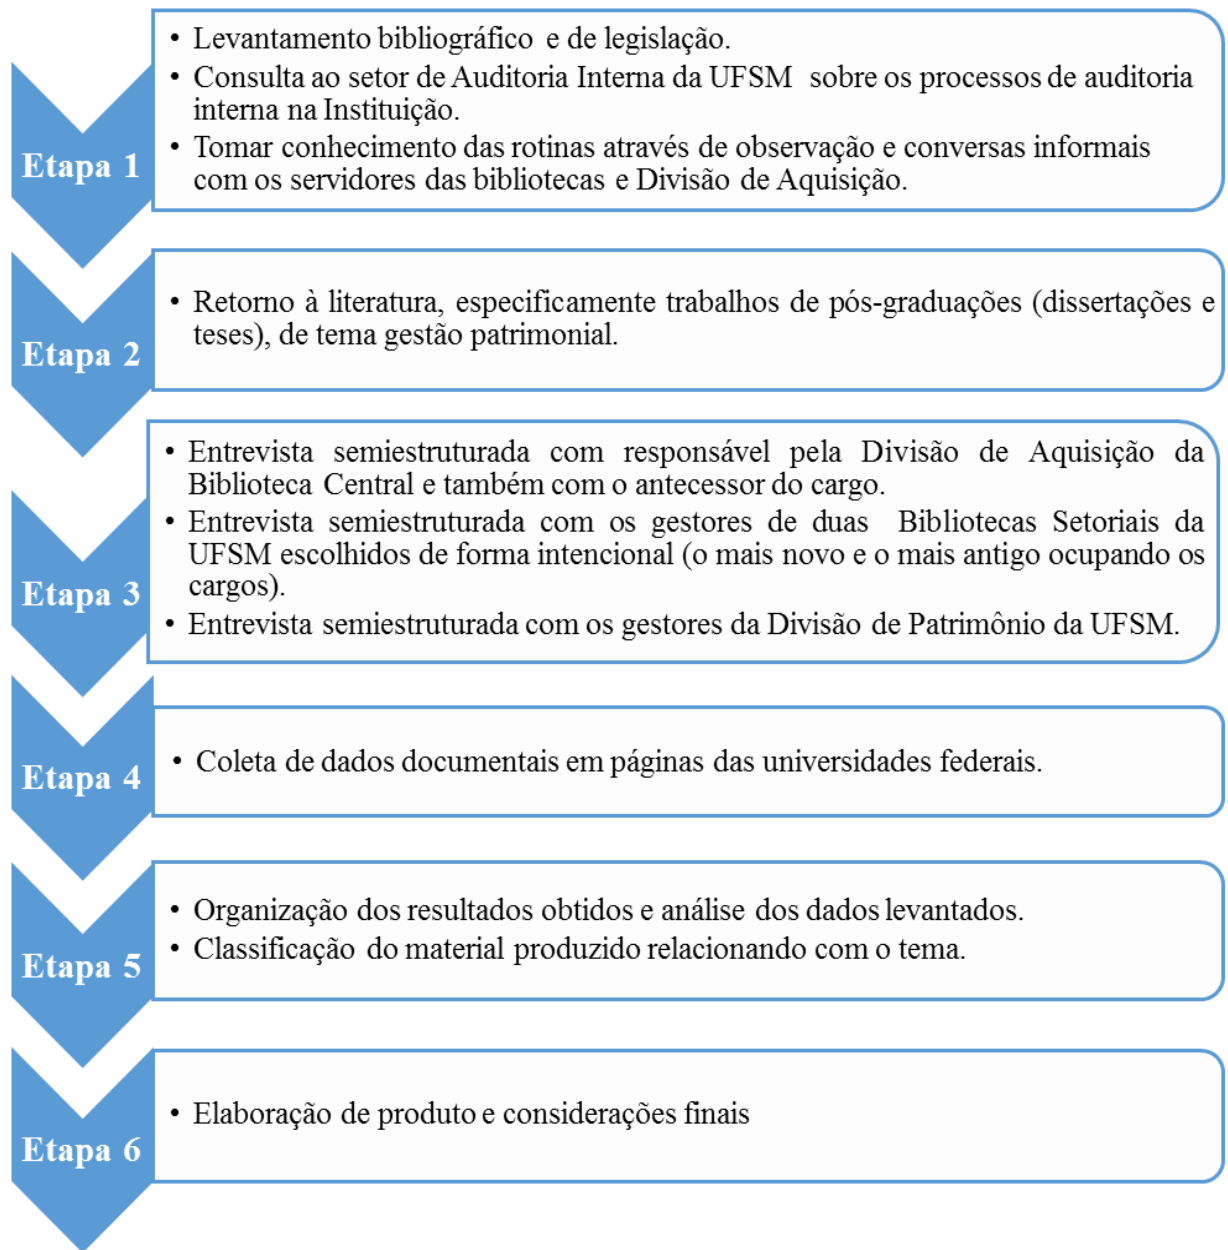 • Levantamento bibliográfico e de legislação.
• Consulta ao setor de Auditoria Interna da UFSM sobre os processos de auditoria
interna na Instituição.
• Tomar conhecimento das rotinas através de observação e conversas informais
com os servidores das bibliotecas e Divisão de Aquisição.
Etapa 1
• Retorno à literatura, especificamente trabalhos de pós-graduações (dissertações e
teses), de tema gestão patrimonial.
Etapa 2
• Entrevista semiestruturada com responsável pela Divisão de Aquisição da
Biblioteca Central e também com o antecessor do cargo.
• Entrevista semiestruturada com os gestores de duas Bibliotecas Setoriais da
UFSM escolhidos de forma intencional (o mais novo e o mais antigo ocupando os
cargos).
• Entrevista semiestruturada com os gestores da Divisão de Patrimônio da UFSM.
Etapa 3
• Coleta de dados documentais em páginas das universidades federais.
Etapa 4
• Organização dos resultados obtidos e análise dos dados levantados.
• Classificação do material produzido relacionando com o tema.
Etapa 5
• Elaboração de produto e considerações finais
Etapa 6